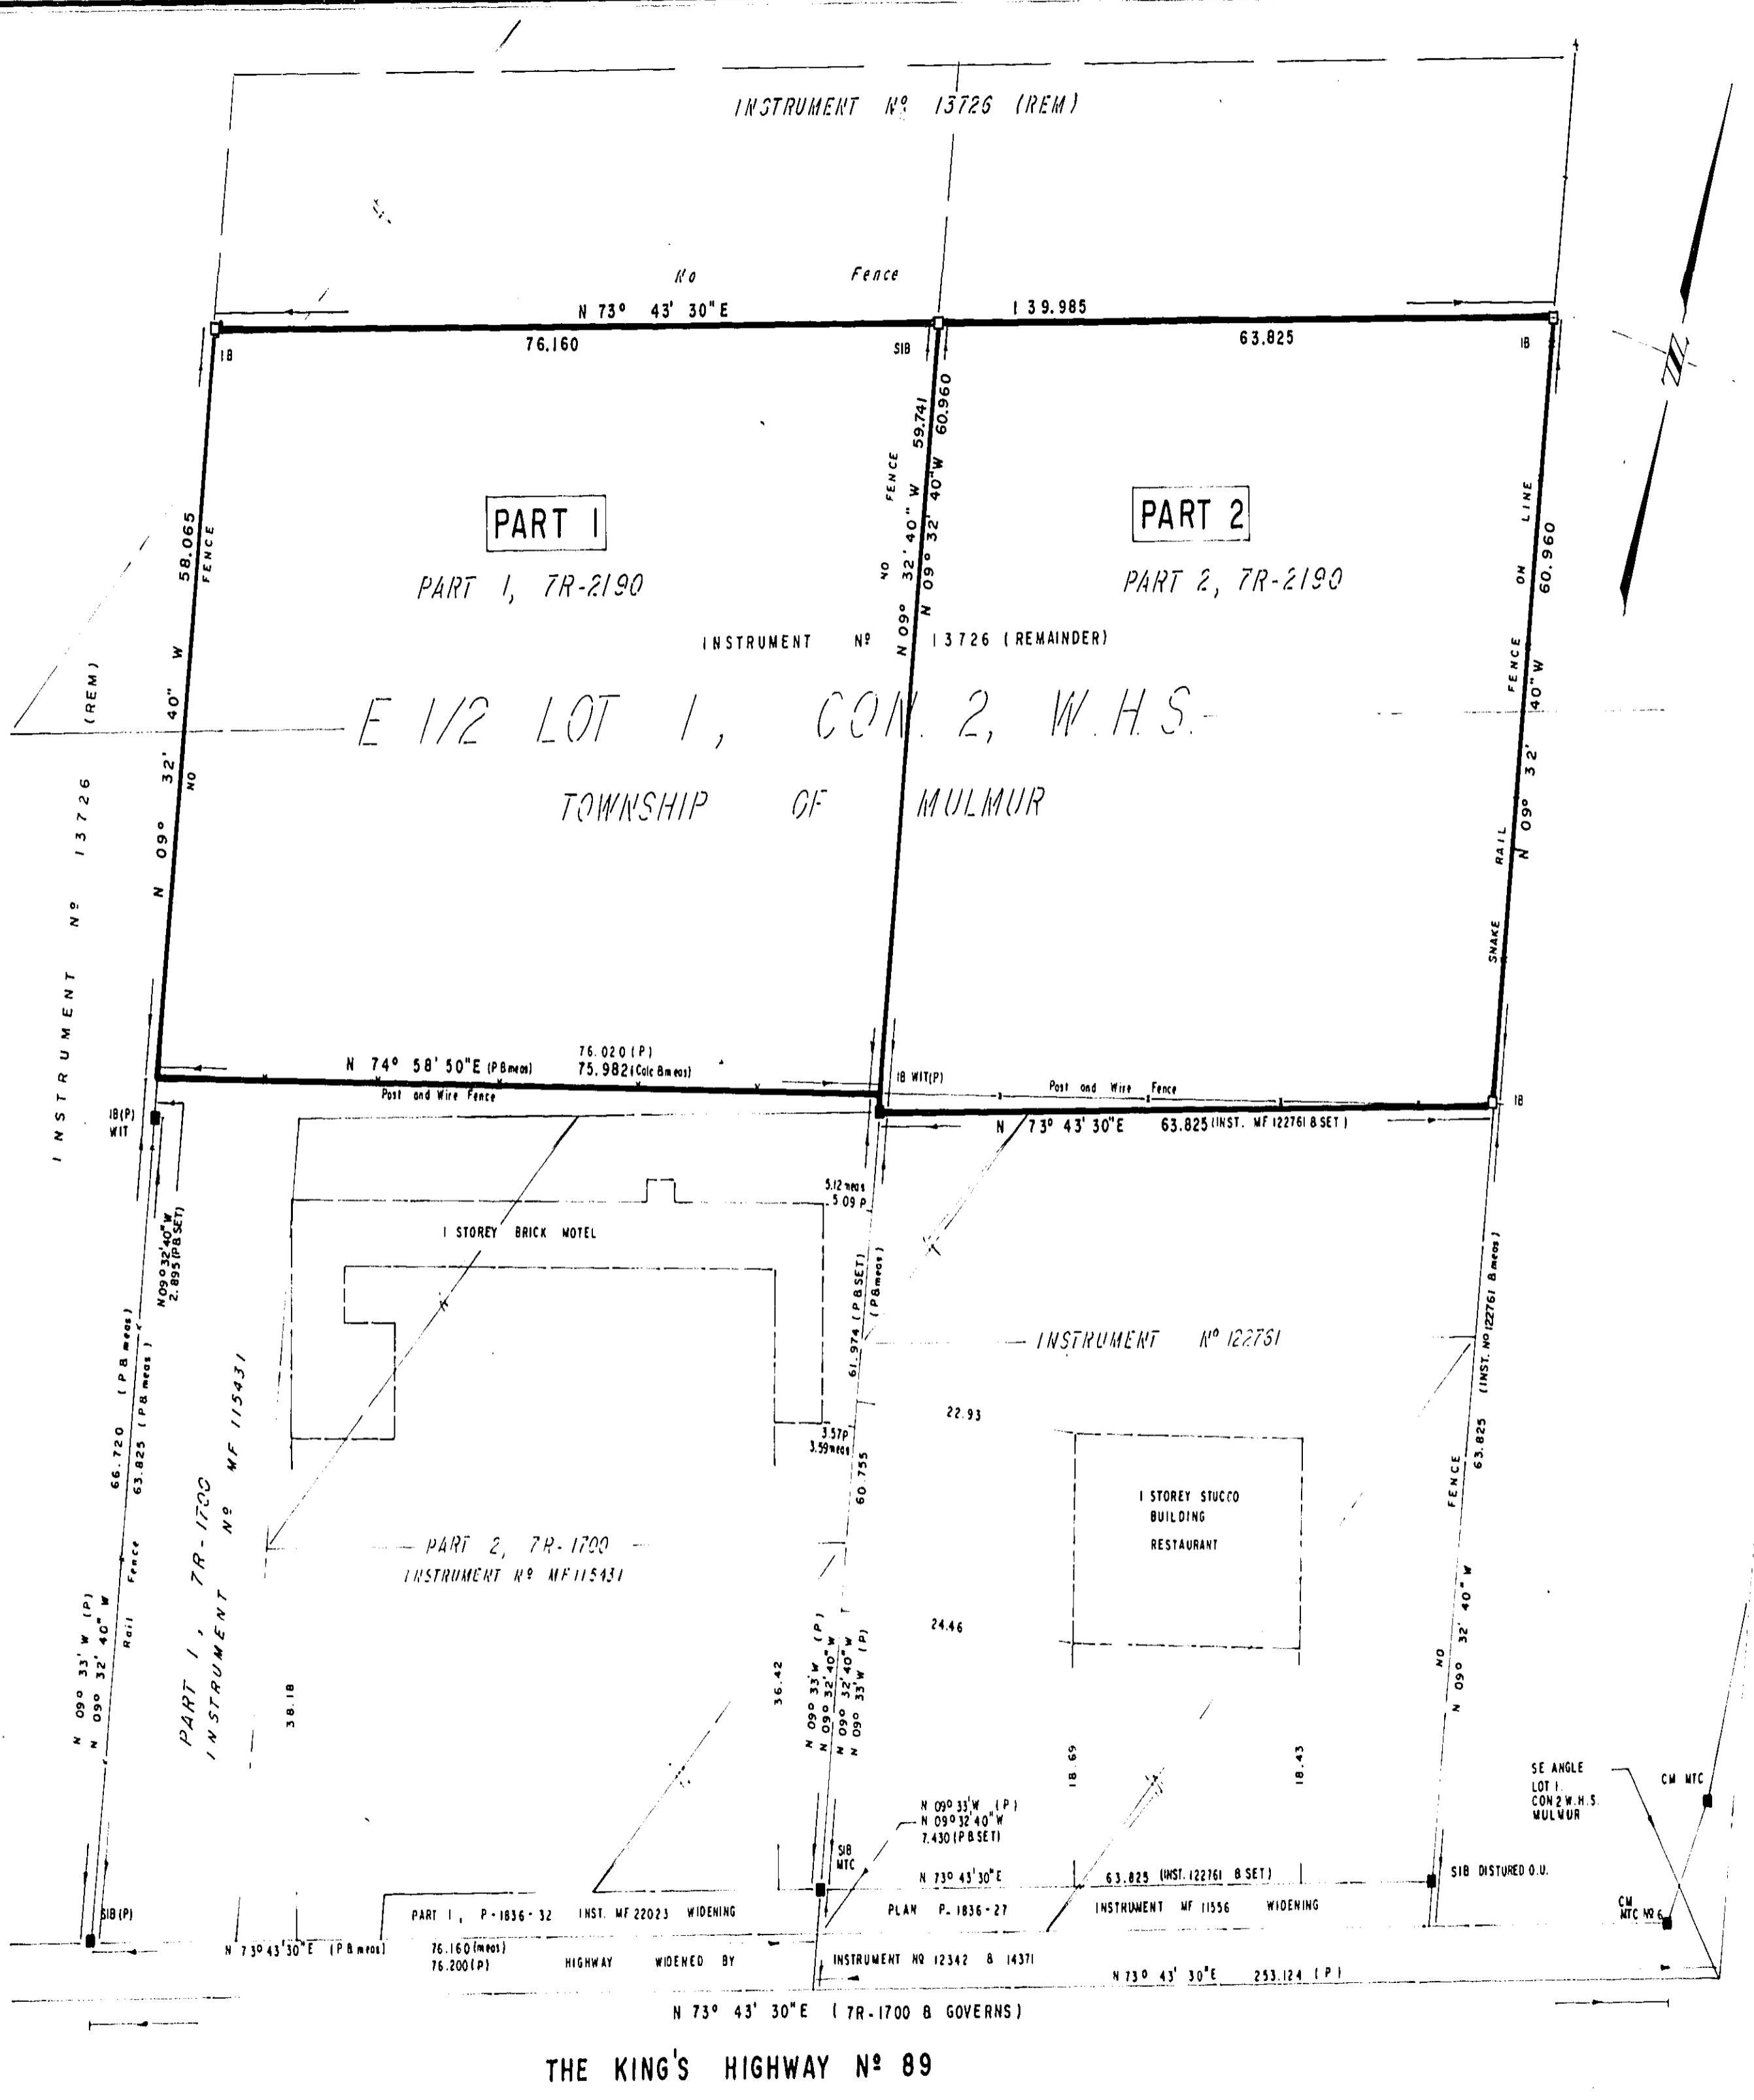 INSTRUMENT Nº 13726 (REM)
No Fence
N 73° 43' 30"E 139.985
76.160 63.825
IB SIB IB
58.065
FENCE
N 09° 32' 40" W
NO
NO FENCE
N 09° 32' 40" W 59.741
N 09° 32' 40"W 60.960
SNAKE RAIL FENCE ON LINE
N 09° 32' 40"W 60.960
PART 1
PART 1, 7R-2190
PART 2
PART 2, 7R-2190
INSTRUMENT Nº 13726 (REMAINDER)
E 1/2 LOT 1, CON. 2, W.H.S.
TOWNSHIP OF MULMUR
INSTRUMENT Nº 13726 (REM)
N 74° 58' 50"E (P & meas)
76.020 (P)
75.982 (Calc & meas)
Post and Wire Fence
IB WIT(P)
Post and Wire Fence
IB
N 73° 43' 30"E 63.825 (INST. MF 122761 & SET)
IB(P)
WIT
N 09° 32' 40" W
2.895 (P & SET)
66.720 (P & meas)
63.825 (P & meas)
Rail Fence
N 09° 33' W (P)
N 09° 32' 40" W
PART 1, 7R-1700
INSTRUMENT Nº MF 115431
1 STOREY BRICK MOTEL
5.12 meas
5.09 P
3.57P
3.59 meas
61.974 (P & SET)
60.755 (P & meas)
INSTRUMENT Nº 122761
22.93
24.46
1 STOREY STUCCO
BUILDING
RESTAURANT
63.825 (INST. Nº 122761 & meas)
NO FENCE
N 09° 32' 40" W
PART 2, 7R-1700
INSTRUMENT Nº MF 115431
38.18
36.42
N 09° 33' W (P)
N 09° 32' 40" W
N 09° 32' 40" W
N 09° 33' W (P)
18.69
18.43
SE ANGLE
LOT 1.
CON 2 W.H.S.
MULMUR
CM MTC
N 09° 33' W (P)
N 09° 32' 40" W
7.430 (P & SET)
SIB
MTC
N 73° 43' 30"E 63.825 (INST. 122761 & SET)
SIB DISTURED O.U.
SIB (P)
PART 1, P-1836-32 INST. MF 22023 WIDENING
PLAN P-1836-27 INSTRUMENT MF 11556 WIDENING
CM
MTC Nº 6
N 73° 43' 30"E (P & meas)
76.160 (meas)
76.200 (P)
HIGHWAY WIDENED BY INSTRUMENT Nº 12342 & 14371
N 73° 43' 30"E 253.124 (P)
N 73° 43' 30"E (7R-1700 & GOVERNS)
THE KING'S HIGHWAY Nº 89